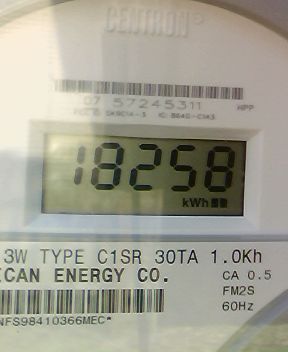 CENTRON®
07 57245311 HPP
18258
kWh
3W TYPE C1SR 30TA 1.0Kh
ICAN ENERGY CO. CA 0.5
FM2S
NFS98410366MEC* 60Hz